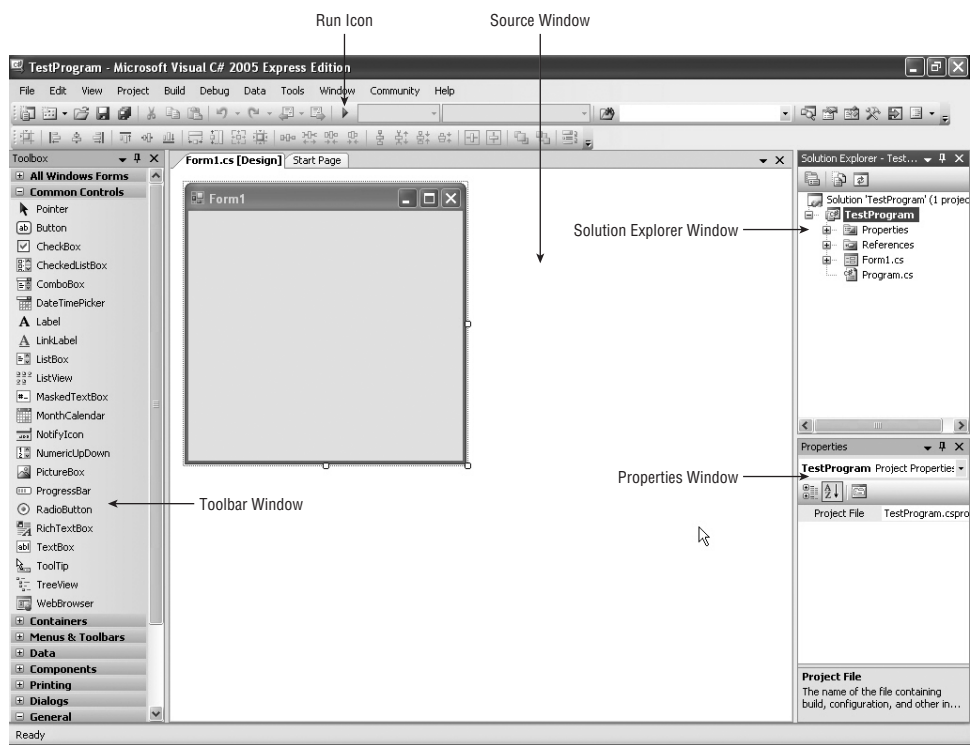 Run Icon
Source Window
TestProgram - Microsoft Visual C# 2005 Express Edition
File Edit View Project Build Debug Data Tools Window Community Help
Toolbox
All Windows Forms
Common Controls
Pointer
Button
CheckBox
CheckedListBox
ComboBox
DateTimePicker
Label
LinkLabel
ListBox
ListView
MaskedTextBox
MonthCalendar
NotifyIcon
NumericUpDown
PictureBox
ProgressBar
RadioButton
RichTextBox
TextBox
ToolTip
TreeView
WebBrowser
Containers
Menus & Toolbars
Data
Components
Printing
Dialogs
General
Form1.cs [Design] Start Page
Form1
Toolbar Window
Solution Explorer Window
Properties Window
Solution Explorer - Test...
Solution 'TestProgram' (1 projec
TestProgram
Properties
References
Form1.cs
Program.cs
Properties
TestProgram Project Properties
Project File TestProgram.cspro
Project File
The name of the file containing
build, configuration, and other in...
Ready